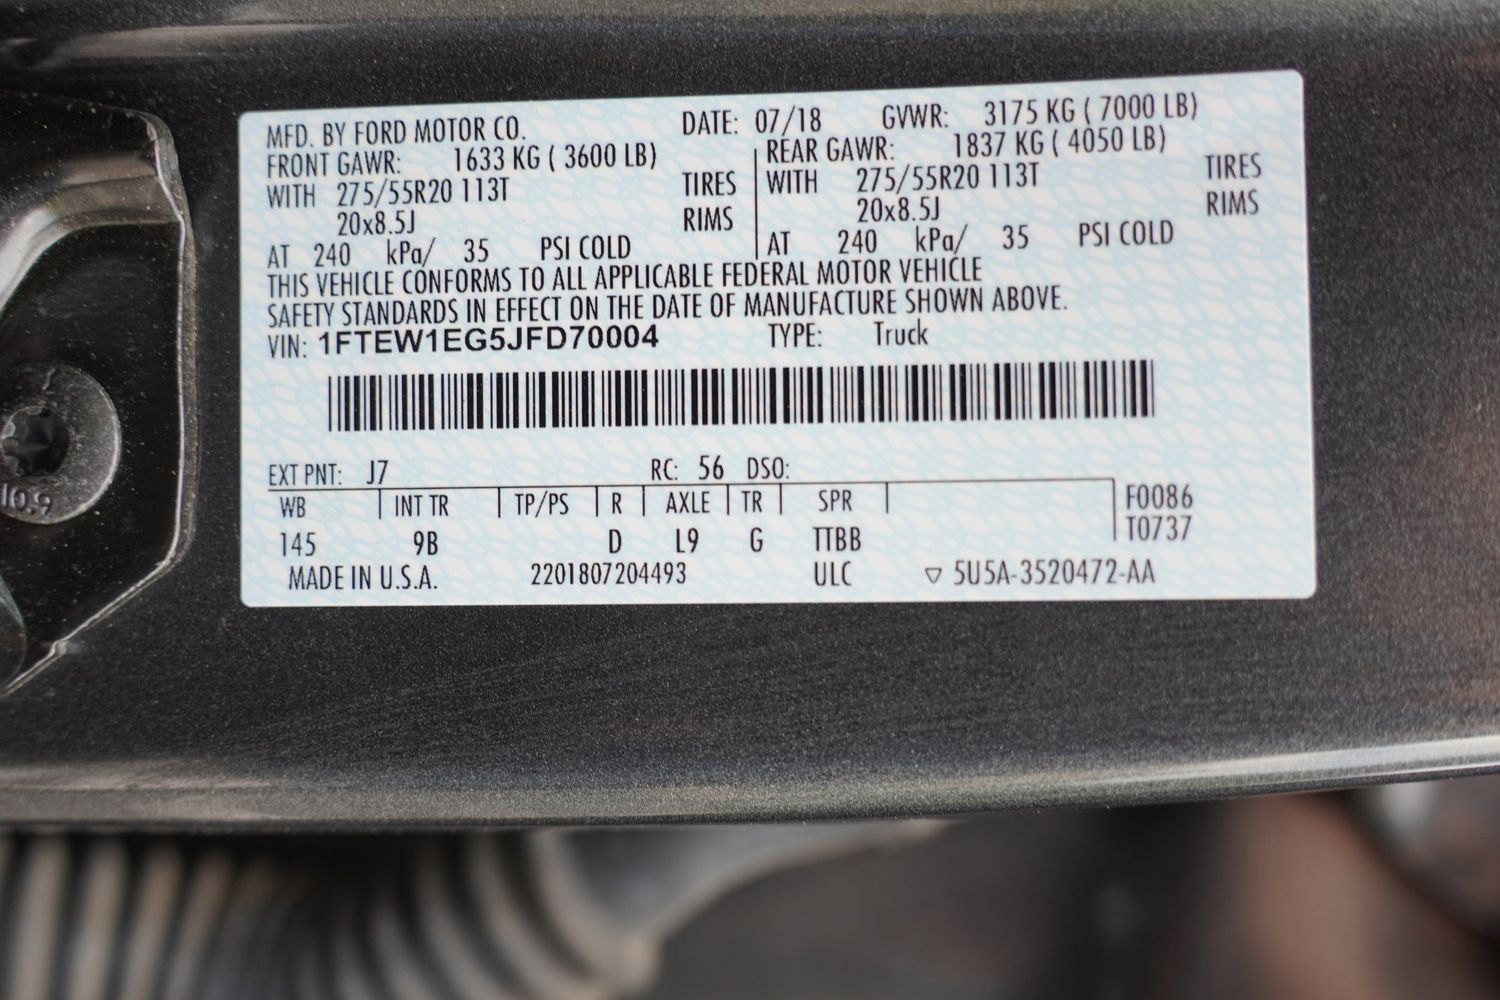 MFD. BY FORD MOTOR CO. DATE: 07/18 GVWR: 3175 KG ( 7000 LB)
FRONT GAWR: 1633 KG ( 3600 LB) REAR GAWR: 1837 KG ( 4050 LB)
WITH 275/55R20 113T TIRES WITH 275/55R20 113T TIRES
20x8.5J RIMS 20x8.5J RIMS
AT 240 kPa/ 35 PSI COLD AT 240 kPa/ 35 PSI COLD
THIS VEHICLE CONFORMS TO ALL APPLICABLE FEDERAL MOTOR VEHICLE
SAFETY STANDARDS IN EFFECT ON THE DATE OF MANUFACTURE SHOWN ABOVE.
VIN: 1FTEW1EG5JFD70004 TYPE: Truck
EXT PNT: J7 RC: 56 DSO:
WB INT TR TP/PS R AXLE TR SPR F0086
145 9B D L9 G TTBB T0737
MADE IN U.S.A. 2201807204493 ULC ▽ 5U5A-3520472-AA
10.9